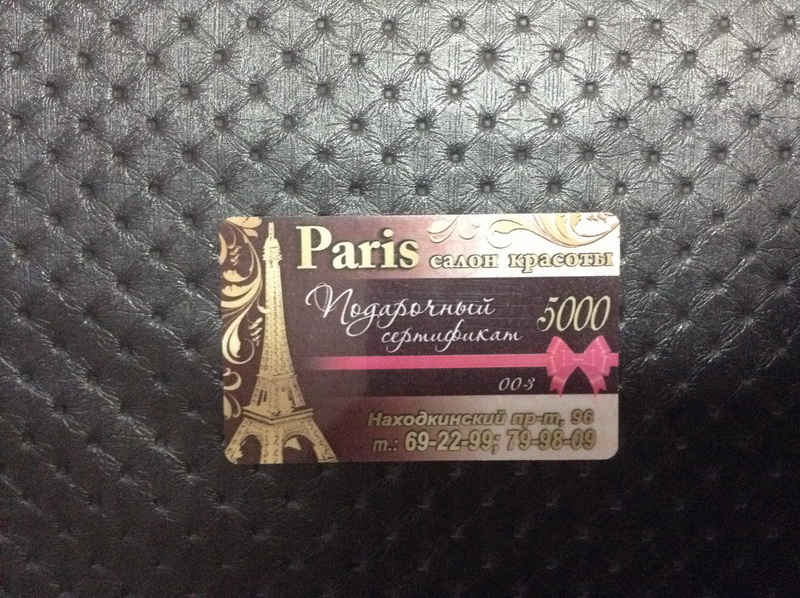 Paris салон красоты
Подарочный 5000
сертификат
00-3
Находкинский пр-т, 96
т.: 69-22-99; 79-98-09